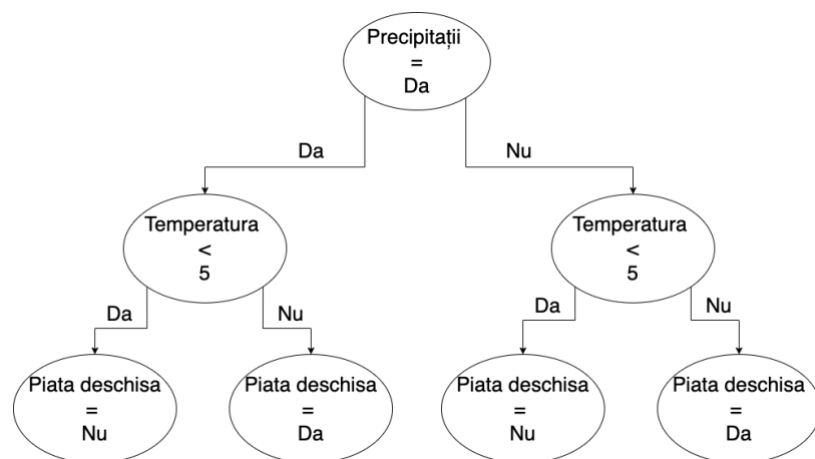 Precipitații
=
Da
Da
Nu
Temperatura
<
5
Temperatura
<
5
Da
Nu
Da
Nu
Piata deschisa
=
Nu
Piata deschisa
=
Da
Piata deschisa
=
Nu
Piata deschisa
=
Da